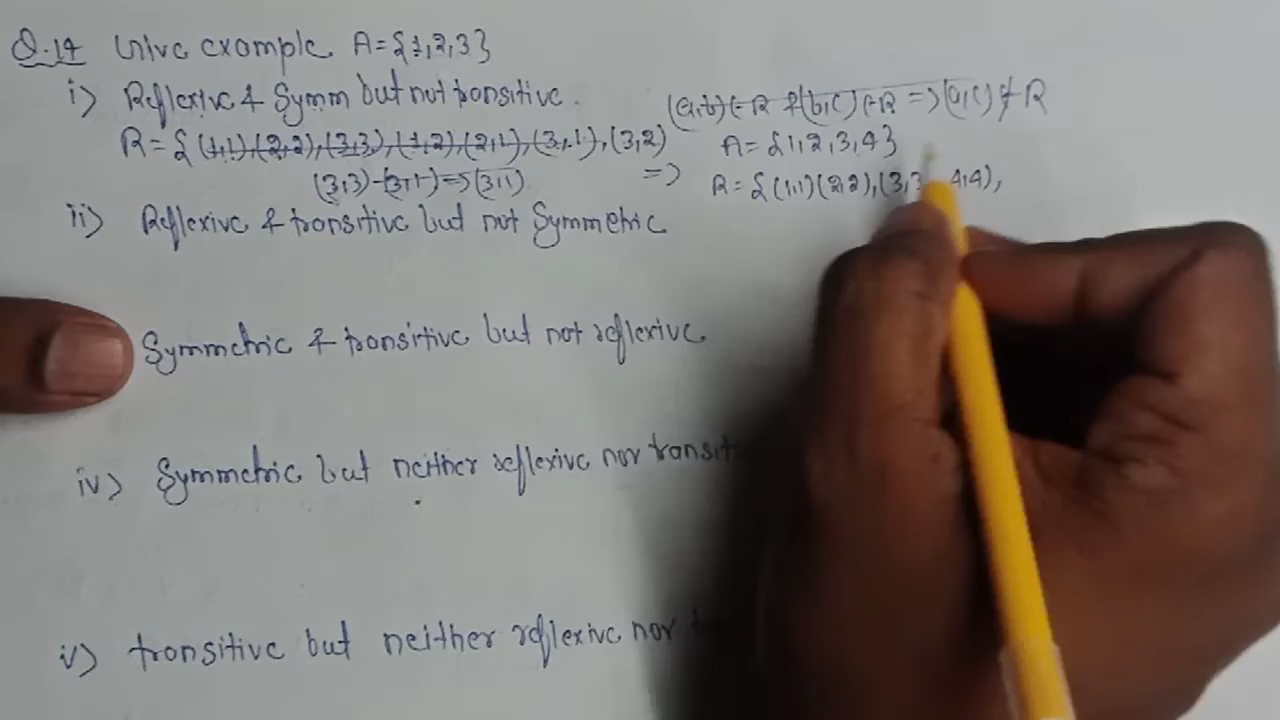 Q.14 Give example A={1,2,3}
i) Reflexive & Symm but not transitive.
R={(1,1),(2,2),(3,3),(1,2),(2,1),(3,1),(3,2)
(3,3)-(3,1)=>(3,1)
(a,b)∈R &(b,c)∈R=>(a,c)∉R
A={1,2,3,4}
=> R={(1,1)(2,2),(3,3 4,4),
ii) Reflexive & transitive but not Symmetric
Symmetric & transitive but not reflexive
iv) Symmetric but neither reflexive nor transit
v) transitive but neither reflexive nor